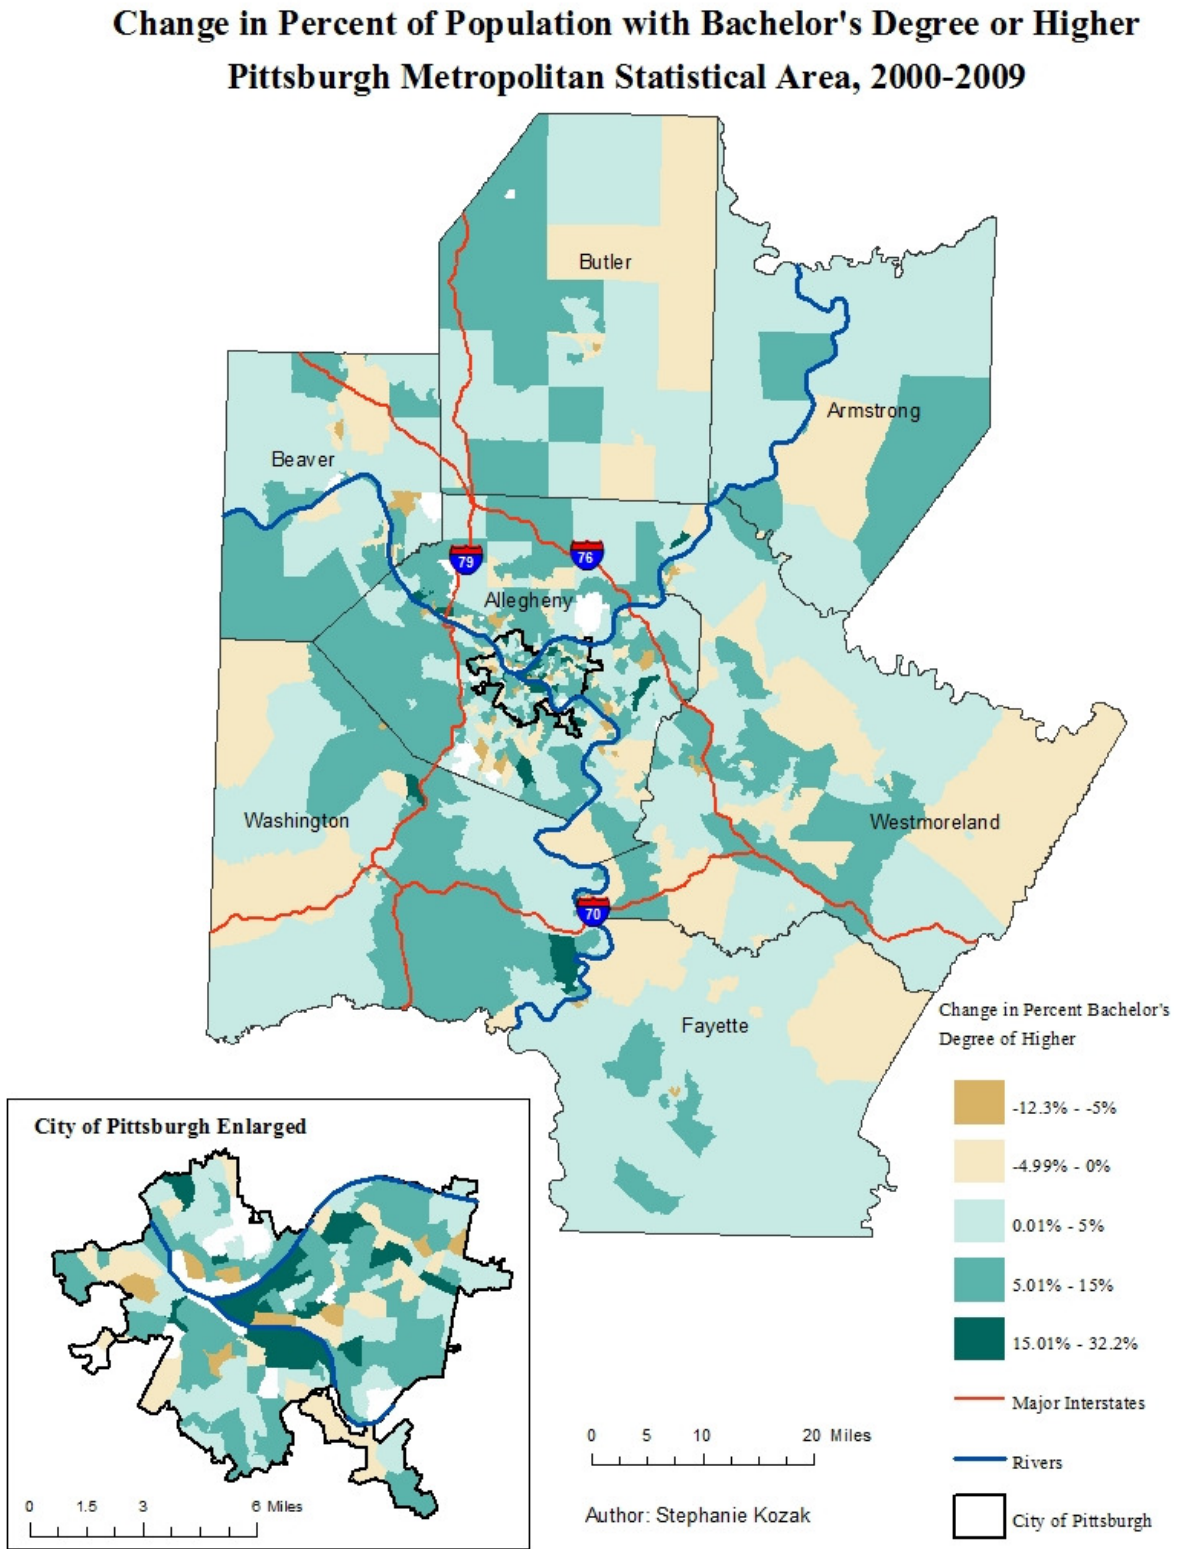 Change in Percent of Population with Bachelor's Degree or Higher
Pittsburgh Metropolitan Statistical Area, 2000-2009
Butler
Armstrong
Beaver
79
76
Allegheny
Washington
Westmoreland
70
Fayette
Change in Percent Bachelor's
Degree of Higher
-12.3% - -5%
-4.99% - 0%
0.01% - 5%
5.01% - 15%
15.01% - 32.2%
Major Interstates
Rivers
City of Pittsburgh
City of Pittsburgh Enlarged
0 1.5 3 6 Miles
0 5 10 20 Miles
Author: Stephanie Kozak